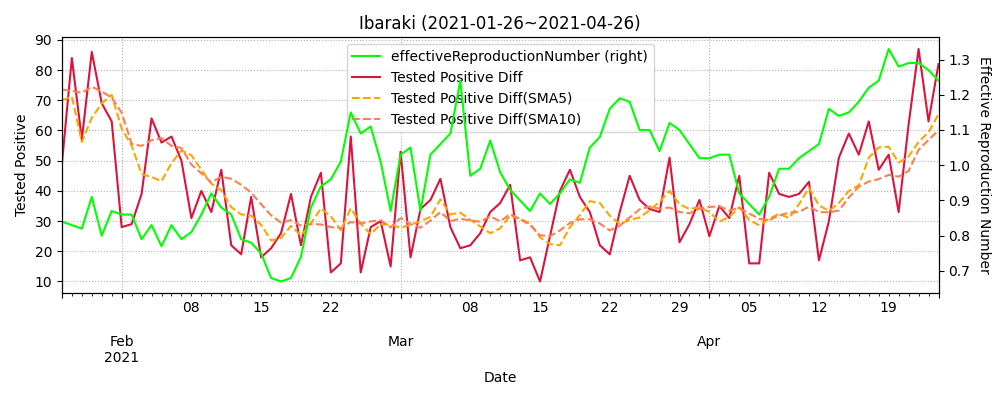 Ibaraki (2021-01-26~2021-04-26)
effectiveReproductionNumber (right)
Tested Positive Diff
Tested Positive Diff(SMA5)
Tested Positive Diff(SMA10)
Tested Positive
90
80
70
60
50
40
30
20
10
Effective Reproduction Number
1.3
1.2
1.1
1.0
0.9
0.8
0.7
08 15 22 08 15 22 29 05 12 19
Feb Mar Apr
2021
Date